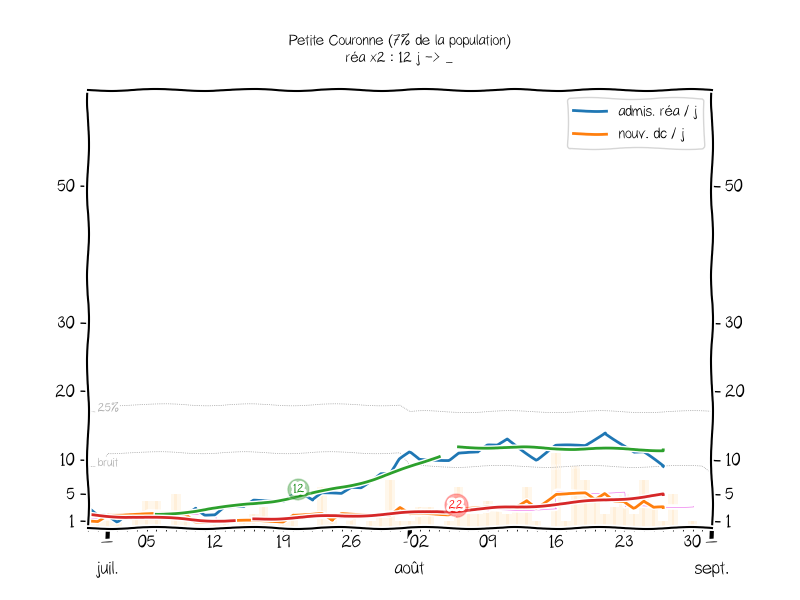 Petite Couronne (7% de la population)
réa x2 : 12 j -> _
admis. réa / j
nouv. dc / j
50
50
30
30
20
20
25%
10
bruit
10
12
5
22
5
1
1
05 12 19 26 02 09 16 23 30
juil. août sept.